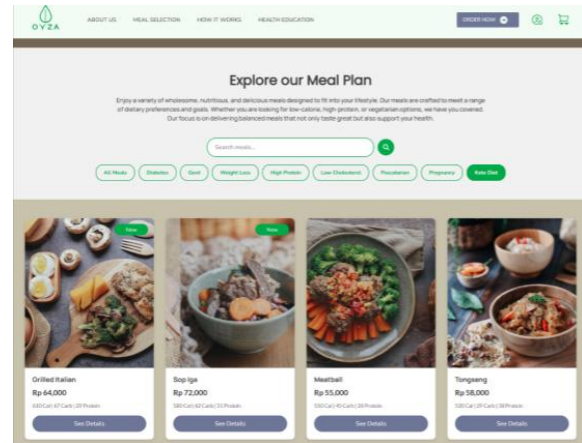 OVZA
ABOUT US MEAL SELECTION HOW IT WORKS HEALTH EDUCATION ORDER NOW
Explore our Meal Plan
Enjoy a variety of wholesome, nutritious, and delicious meals designed to fit into your lifestyle. Our meals are crafted to meet a range
of dietary preferences and goals. Whether you are looking for low-calorie, high-protein, or vegetarian options, we have you covered.
Our focus is on delivering balanced meals that not only taste great but also support your health.
Search meals...
All Meals Diabetes Gout Weight Loss High Protein Low Cholesterol Pescatarian Pregnancy Keto Diet
New New
Grilled Italian Sop Iga Meatball Tongseng
Rp 64,000 Rp 72,000 Rp 55,000 Rp 58,000
See Details See Details See Details See Details